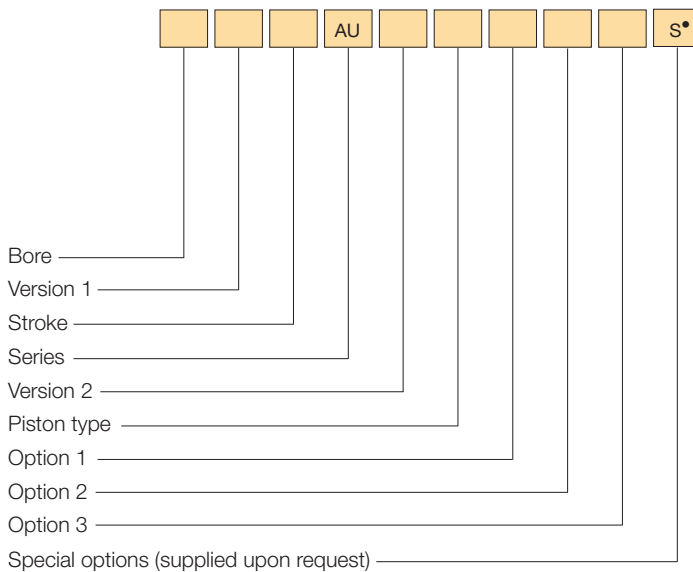 AU S•
Bore
Version 1
Stroke
Series
Version 2
Piston type
Option 1
Option 2
Option 3
Special options (supplied upon request)